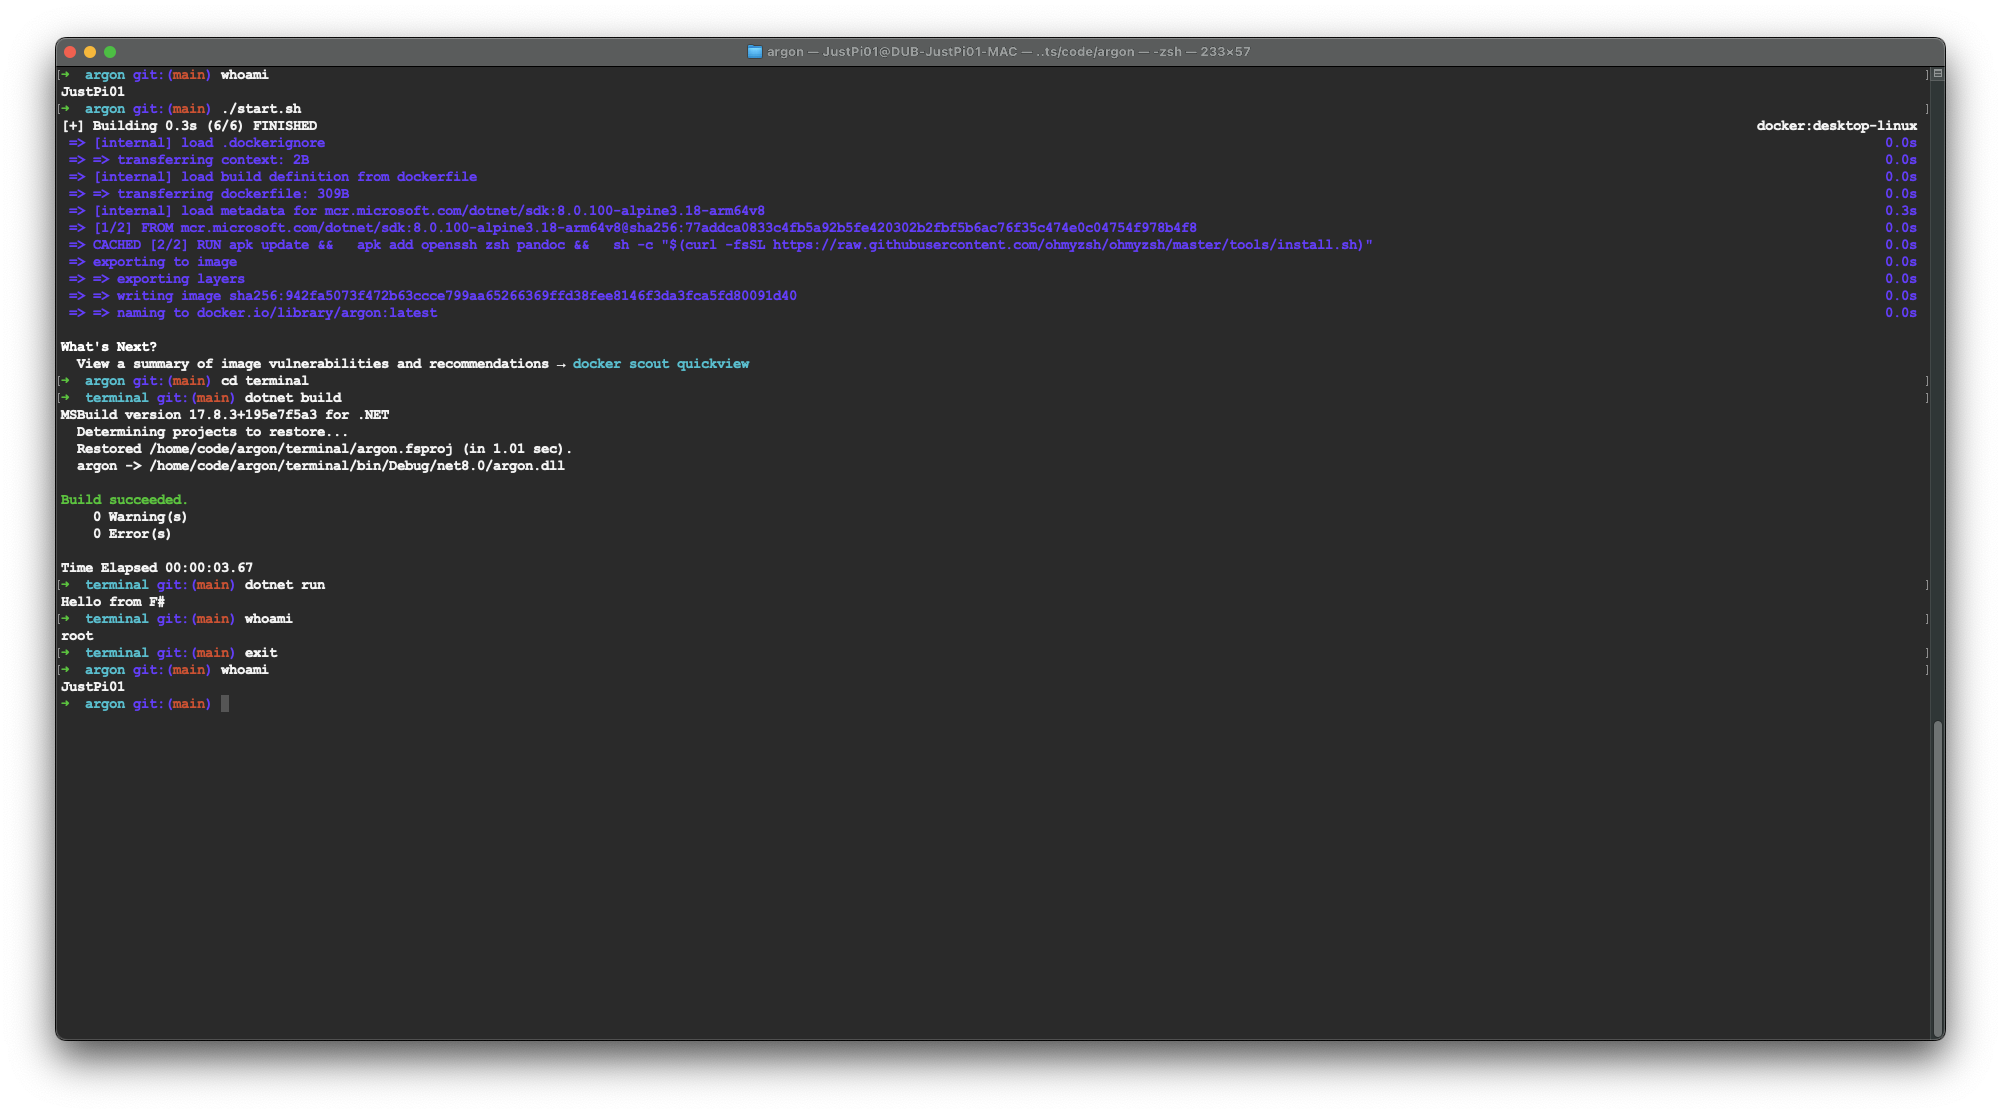 argon — JustPi01@DUB-JustPi01-MAC — ..ts/code/argon — -zsh — 233×57
[➜  argon git:(main) whoami ]
JustPi01
[➜  argon git:(main) ./start.sh ]
[+] Building 0.3s (6/6) FINISHED docker:desktop-linux
=> [internal] load .dockerignore 0.0s
=> => transferring context: 2B 0.0s
=> [internal] load build definition from dockerfile 0.0s
=> => transferring dockerfile: 309B 0.0s
=> [internal] load metadata for mcr.microsoft.com/dotnet/sdk:8.0.100-alpine3.18-arm64v8 0.3s
=> [1/2] FROM mcr.microsoft.com/dotnet/sdk:8.0.100-alpine3.18-arm64v8@sha256:77addca0833c4fb5a92b5fe420302b2fbf5b6ac76f35c474e0c04754f978b4f8 0.0s
=> CACHED [2/2] RUN apk update &&   apk add openssh zsh pandoc &&   sh -c "$(curl -fsSL https://raw.githubusercontent.com/ohmyzsh/ohmyzsh/master/tools/install.sh)" 0.0s
=> exporting to image 0.0s
=> => exporting layers 0.0s
=> => writing image sha256:942fa5073f472b63ccce799aa65266369ffd38fee8146f3da3fca5fd80091d40 0.0s
=> => naming to docker.io/library/argon:latest 0.0s
What's Next?
View a summary of image vulnerabilities and recommendations → docker scout quickview
[➜  argon git:(main) cd terminal ]
[➜  terminal git:(main) dotnet build ]
MSBuild version 17.8.3+195e7f5a3 for .NET
Determining projects to restore...
Restored /home/code/argon/terminal/argon.fsproj (in 1.01 sec).
argon -> /home/code/argon/terminal/bin/Debug/net8.0/argon.dll
Build succeeded.
0 Warning(s)
0 Error(s)
Time Elapsed 00:00:03.67
[➜  terminal git:(main) dotnet run ]
Hello from F#
[➜  terminal git:(main) whoami ]
root
[➜  terminal git:(main) exit ]
[➜  argon git:(main) whoami ]
JustPi01
➜  argon git:(main)